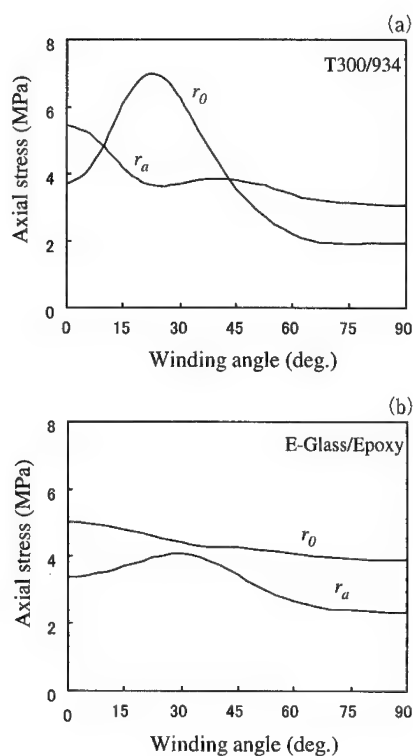 (a)
T300/934
8
6
4
2
0
r0
ra
Axial stress (MPa)
0 15 30 45 60 75 90
Winding angle (deg.)
(b)
E-Glass/Epoxy
8
6
4
2
0
r0
ra
Axial stress (MPa)
0 15 30 45 60 75 90
Winding angle (deg.)